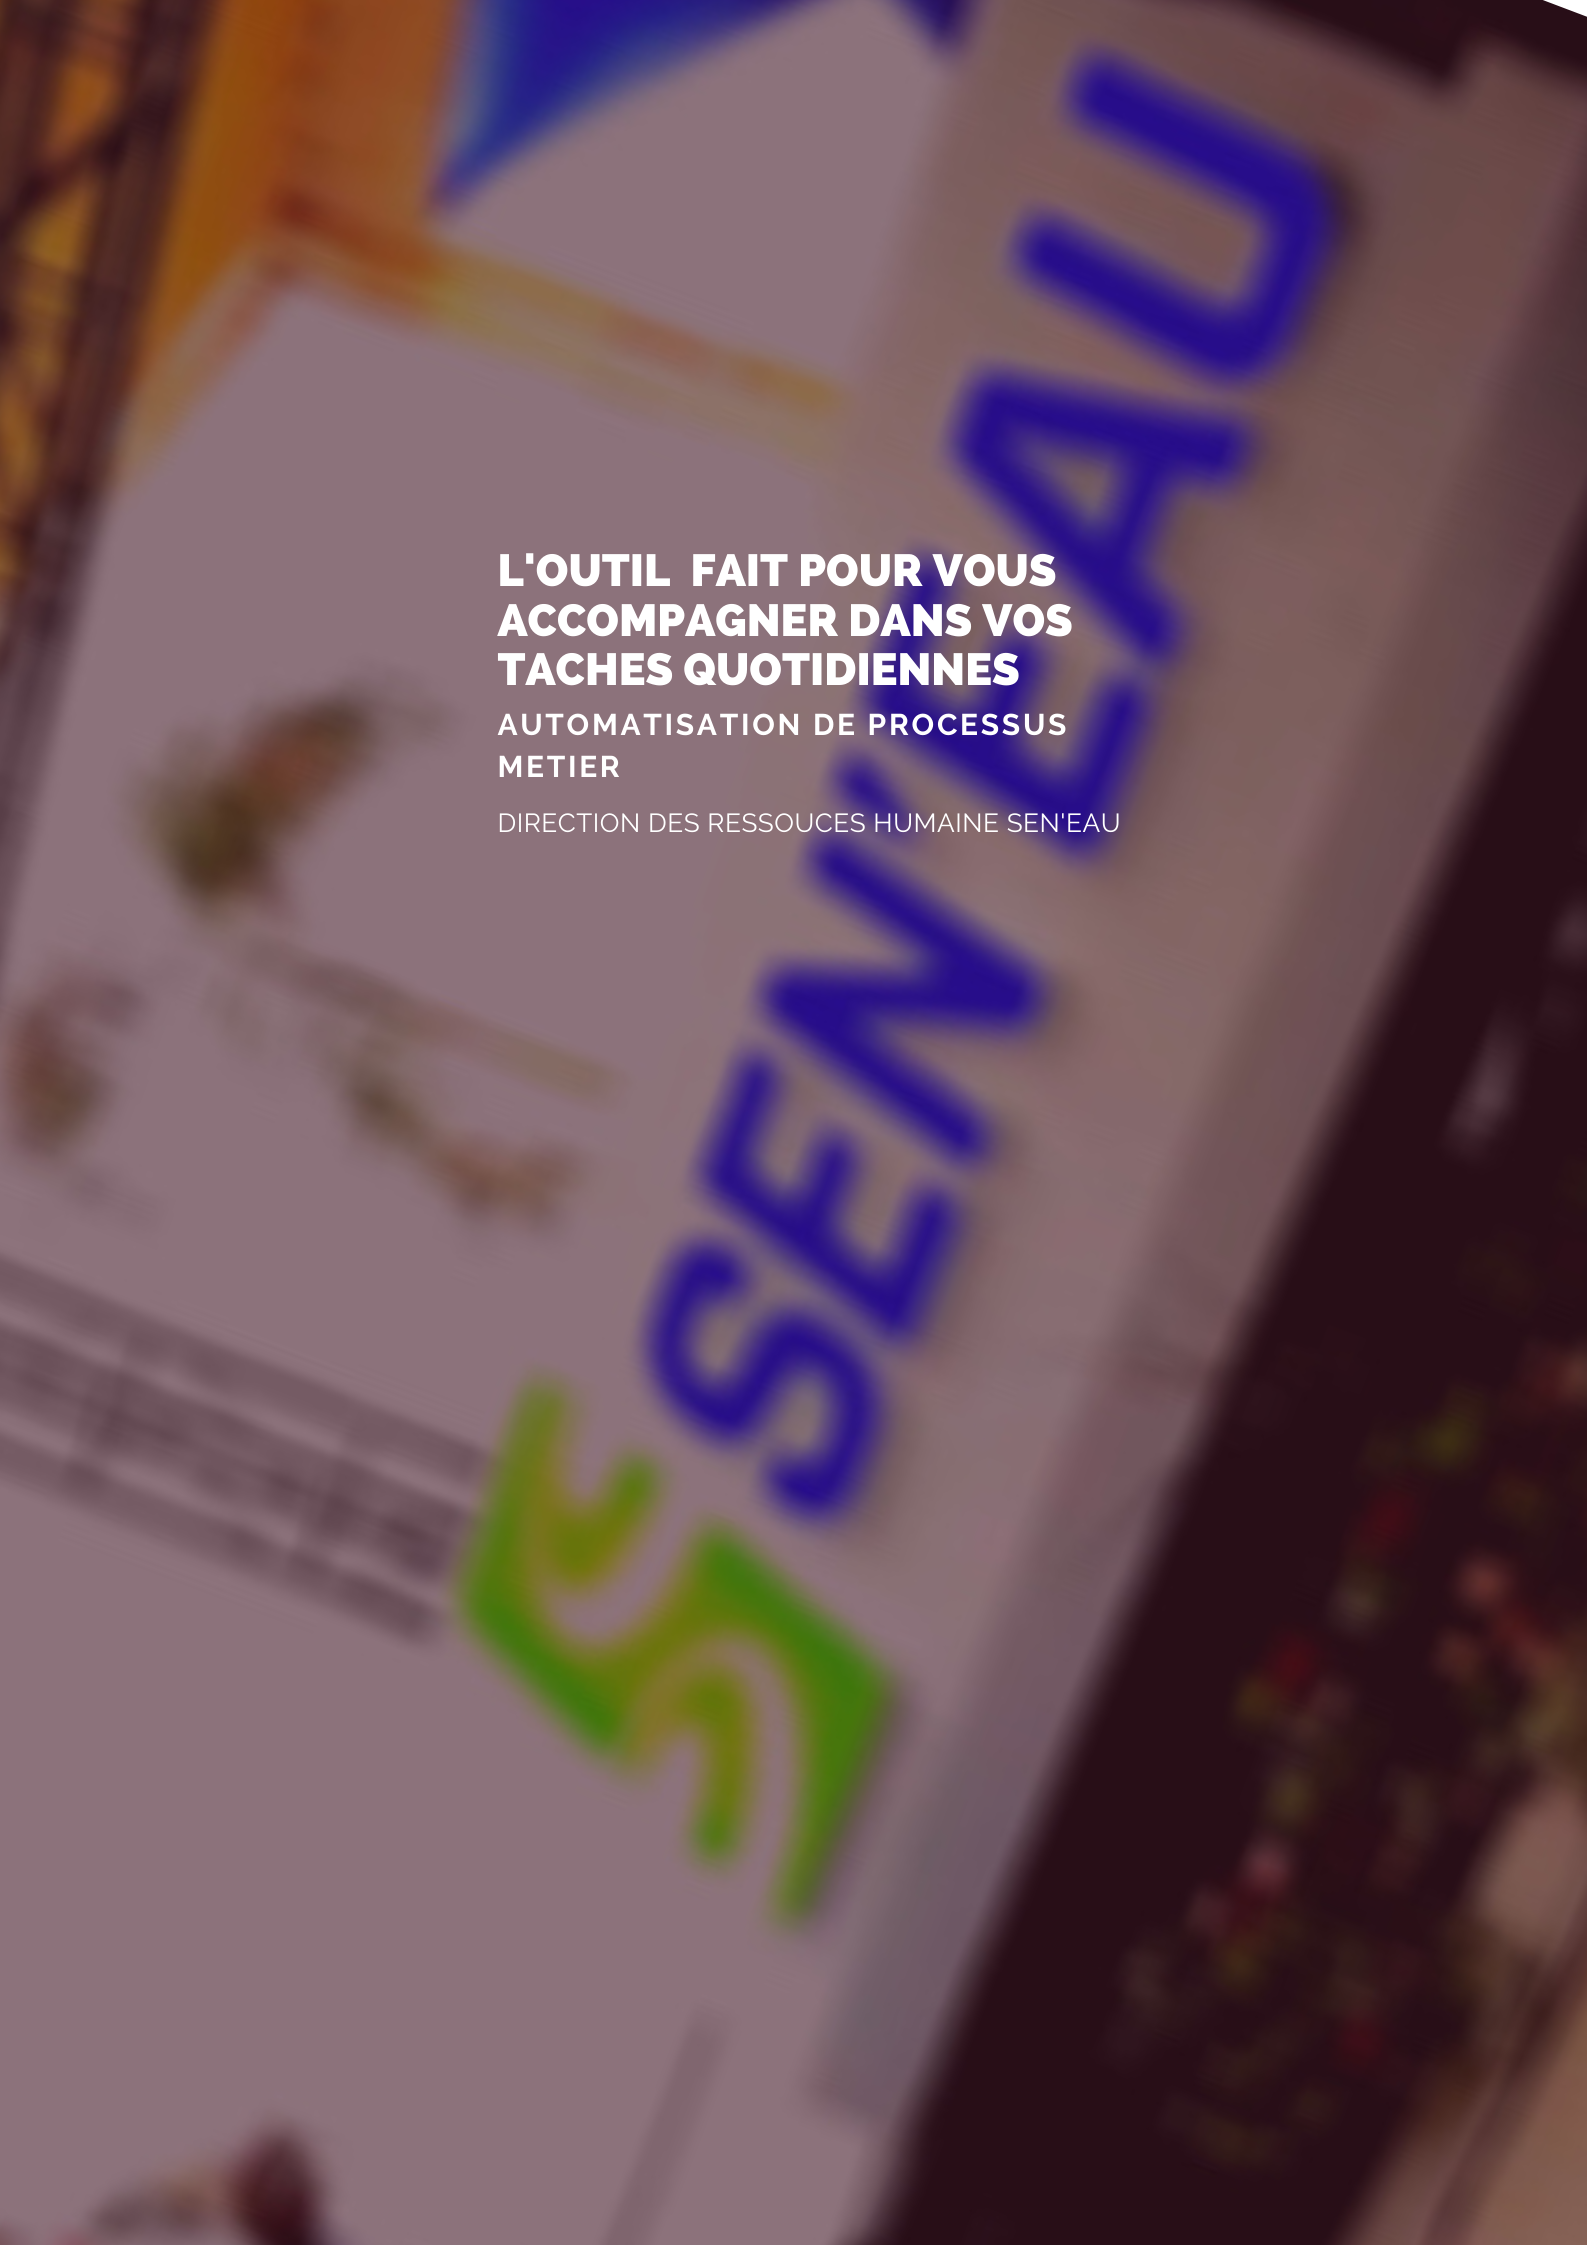 L'OUTIL  FAIT POUR VOUS
ACCOMPAGNER DANS VOS
TACHES QUOTIDIENNES
AUTOMATISATION DE PROCESSUS
METIER
DIRECTION DES RESSOUCES HUMAINE SEN'EAU
SEN'EAU